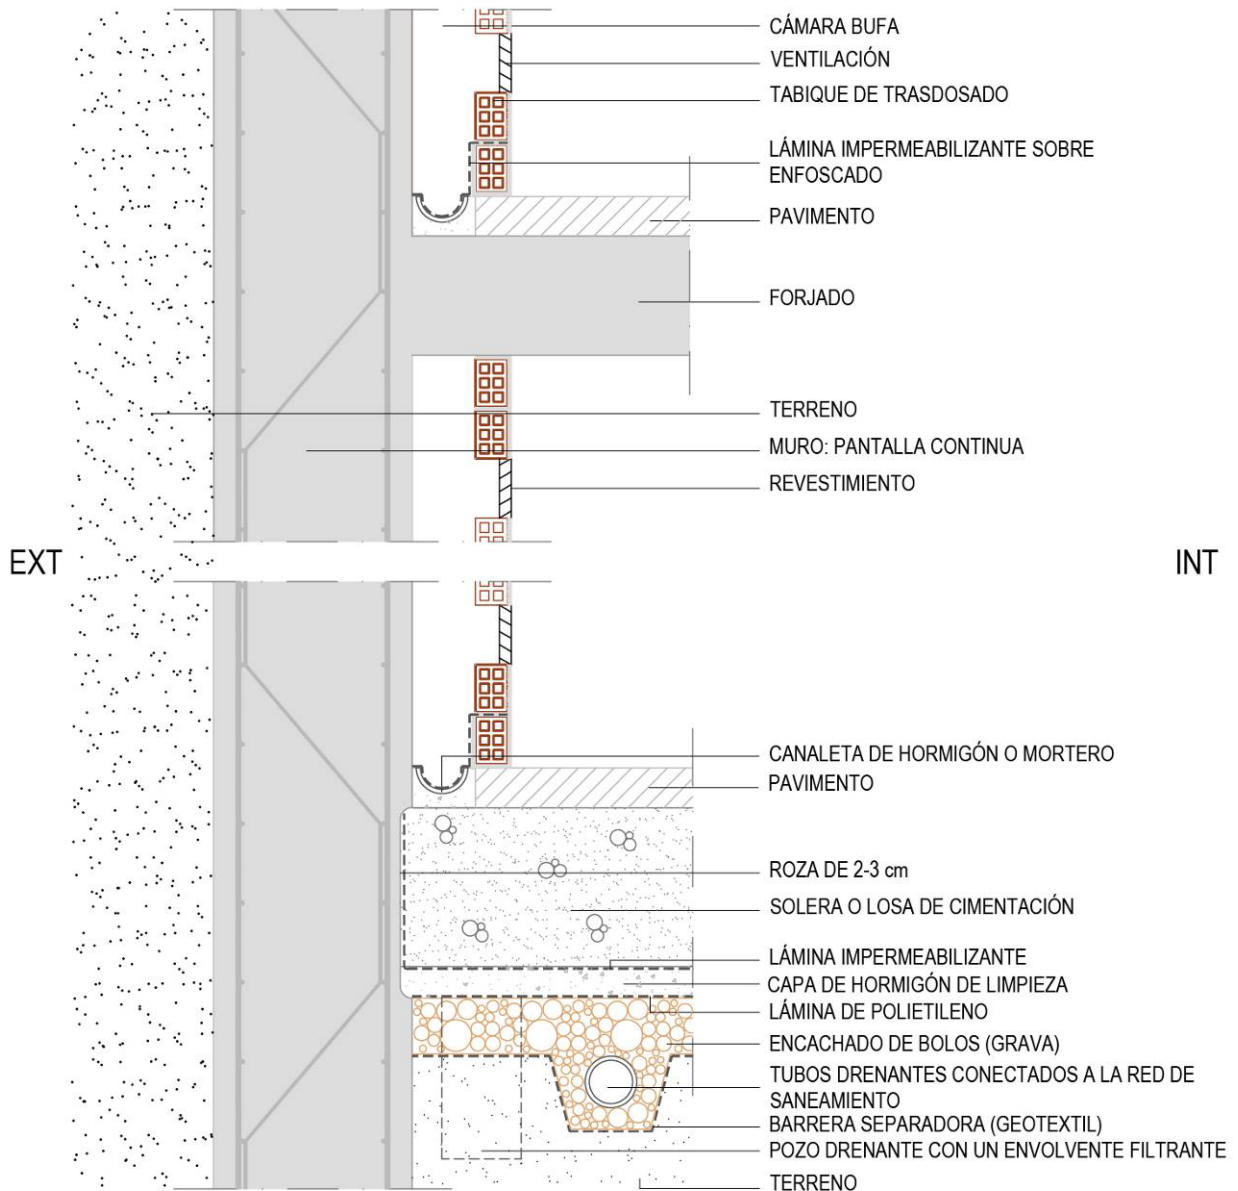 CÁMARA BUFA
VENTILACIÓN
TABIQUE DE TRASDOSADO
LÁMINA IMPERMEABILIZANTE SOBRE
ENFOSCADO
PAVIMENTO
FORJADO
TERRENO
MURO: PANTALLA CONTINUA
REVESTIMIENTO
EXT
INT
CANALETA DE HORMIGÓN O MORTERO
PAVIMENTO
ROZA DE 2-3 cm
SOLERA O LOSA DE CIMENTACIÓN
LÁMINA IMPERMEABILIZANTE
CAPA DE HORMIGÓN DE LIMPIEZA
LÁMINA DE POLIETILENO
ENCACHADO DE BOLOS (GRAVA)
TUBOS DRENANTES CONECTADOS A LA RED DE
SANEAMIENTO
BARRERA SEPARADORA (GEOTEXTIL)
POZO DRENANTE CON UN ENVOLVENTE FILTRANTE
TERRENO